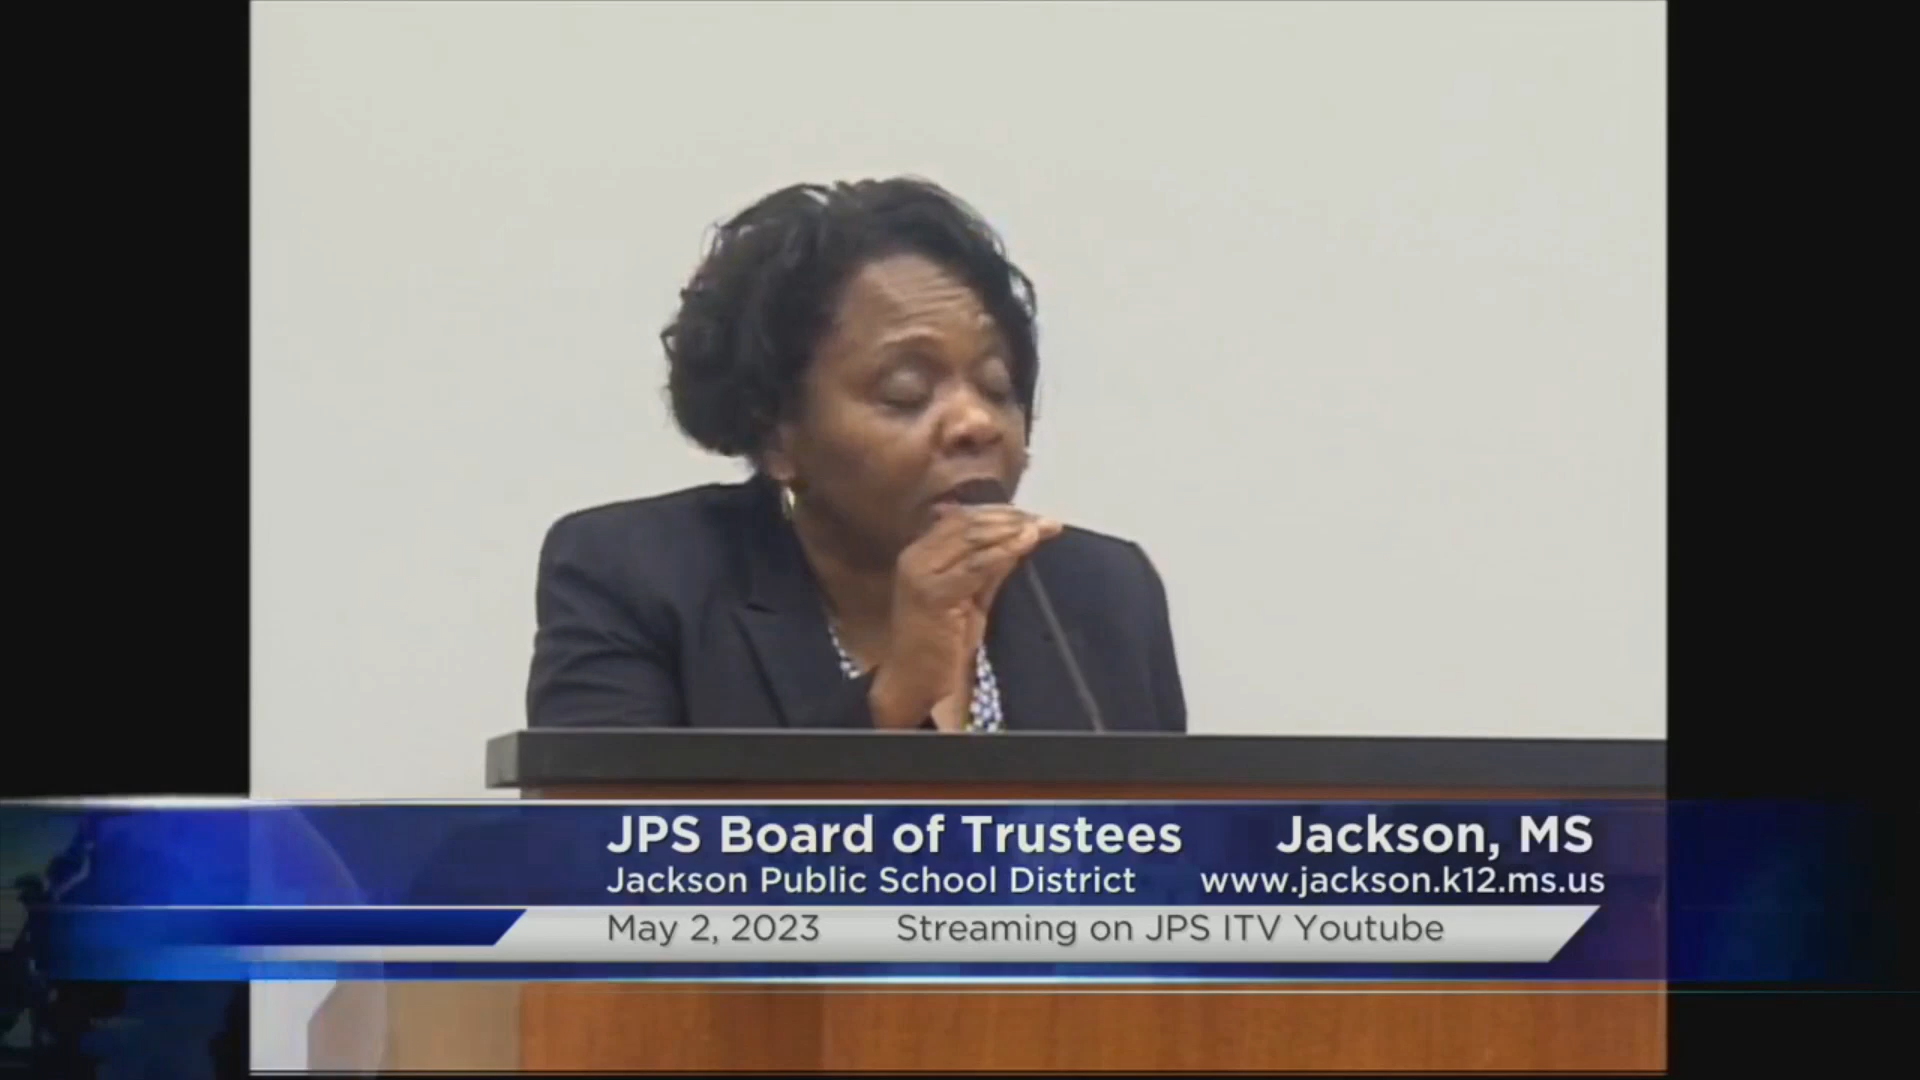 JPS Board of Trustees Jackson, MS
Jackson Public School District www.jackson.k12.ms.us
May 2, 2023 Streaming on JPS ITV Youtube